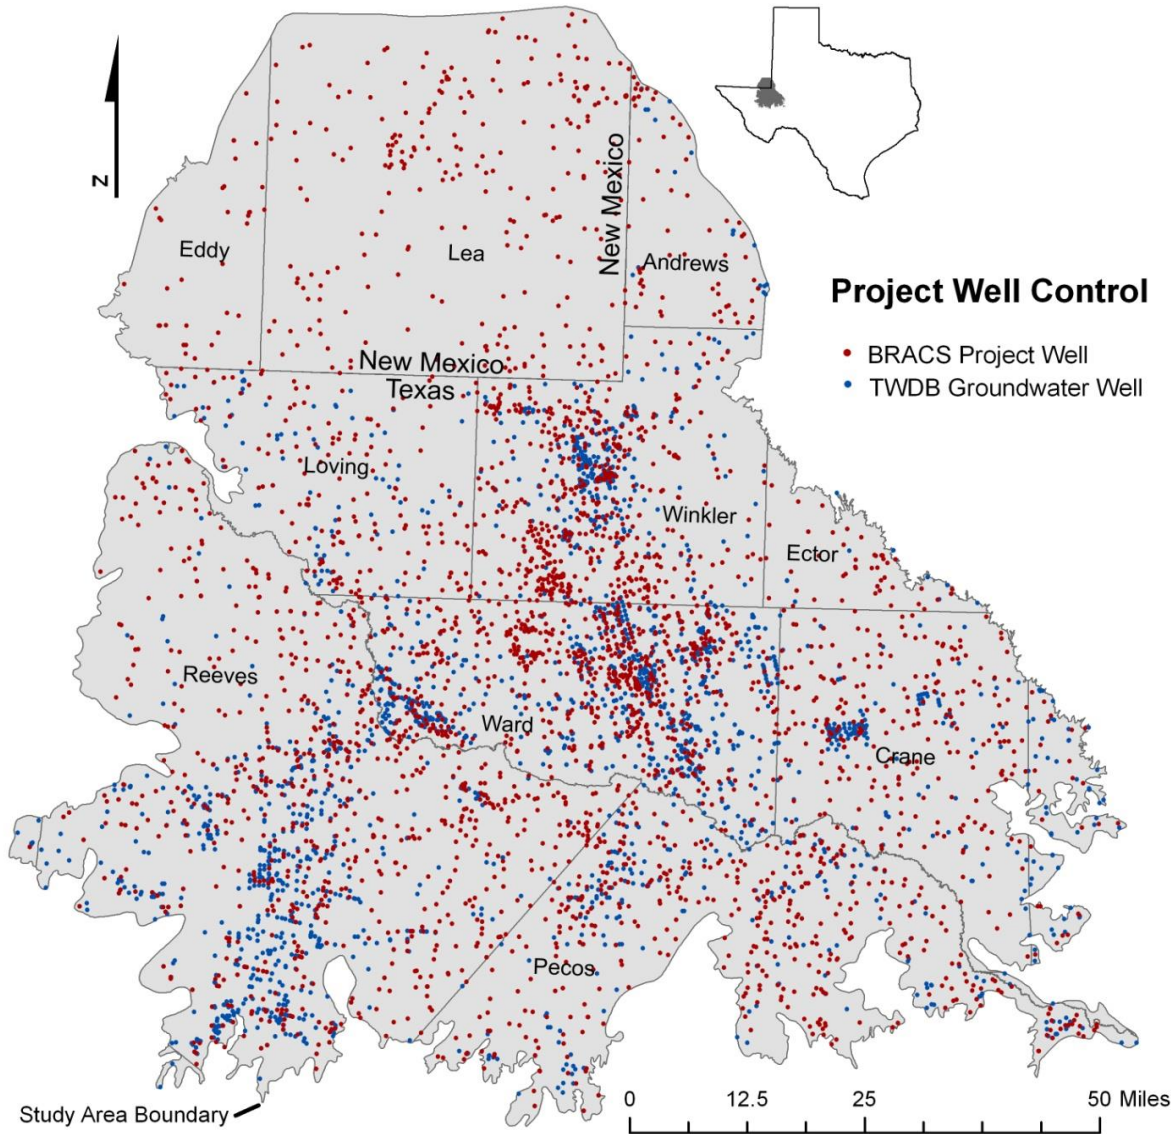 N
New Mexico
Eddy
Lea
Andrews
Project Well Control
BRACS Project Well
TWDB Groundwater Well
New Mexico
Texas
Loving
Winkler
Ector
Reeves
Ward
Crane
Pecos
Study Area Boundary
0 12.5 25 50 Miles